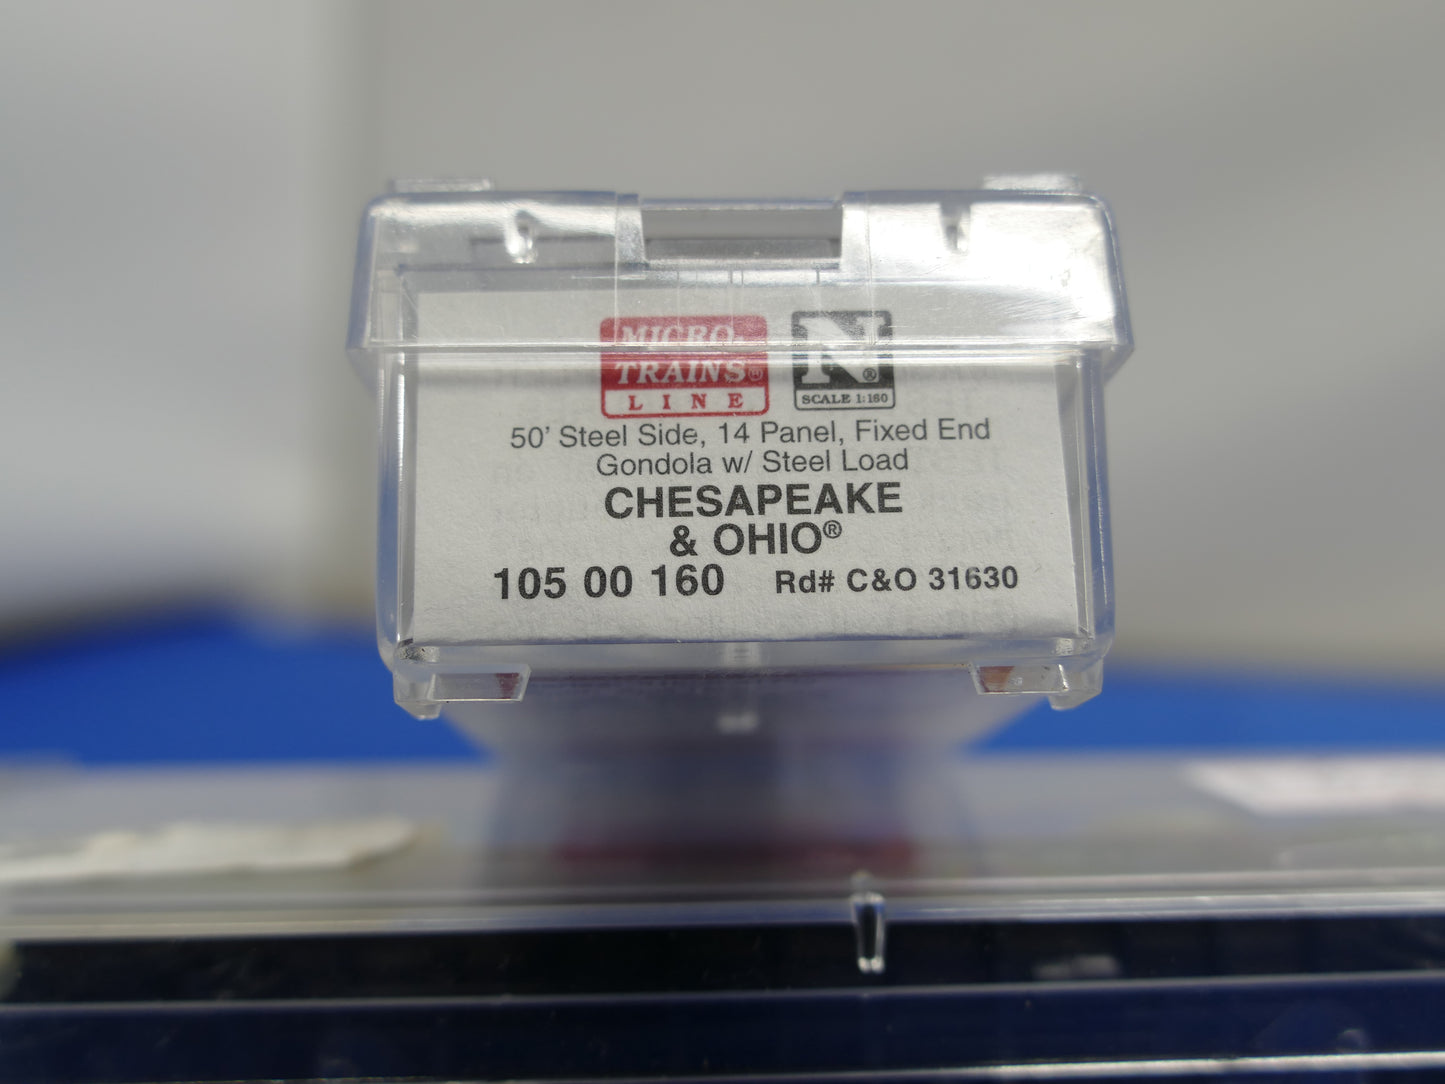 MICRO-
TRAINS®
LINE
N®
SCALE 1:160
50' Steel Side, 14 Panel, Fixed End
Gondola w/ Steel Load
CHESAPEAKE
& OHIO®
105 00 160 Rd# C&O 31630